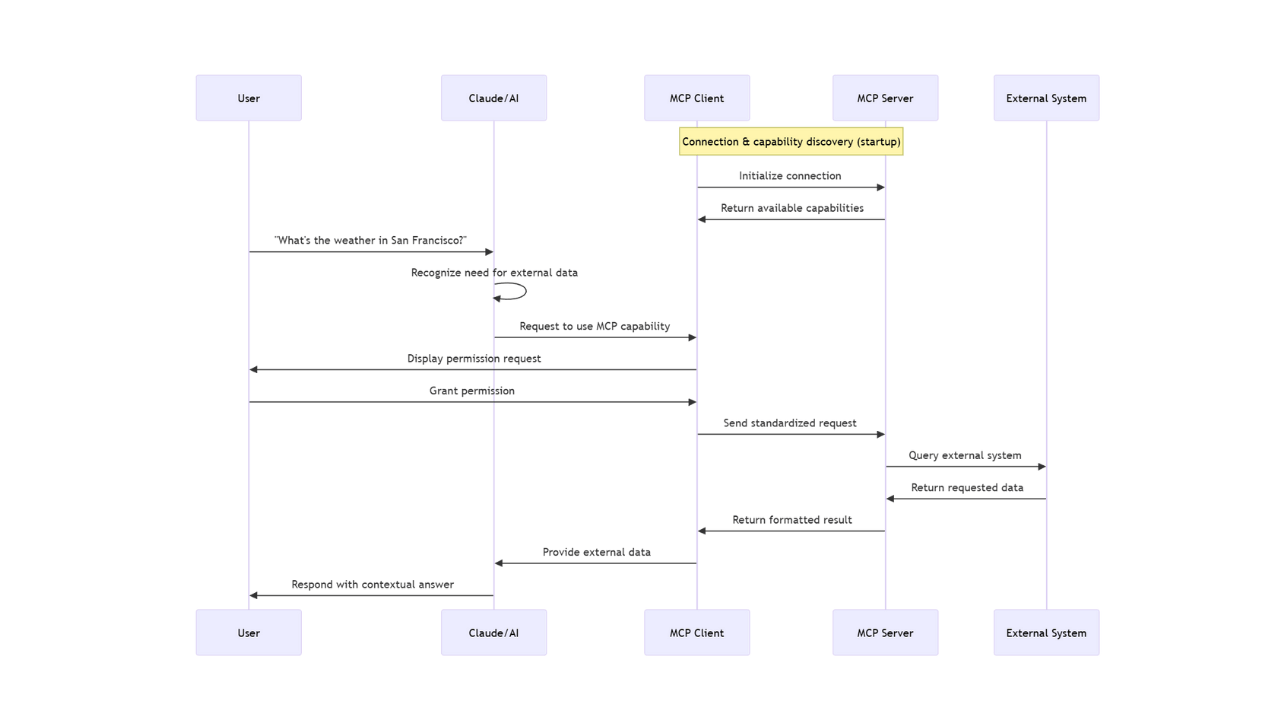 User
Claude/AI
MCP Client
MCP Server
External System
Connection & capability discovery (startup)
Initialize connection
Return available capabilities
"What's the weather in San Francisco?"
Recognize need for external data
Request to use MCP capability
Display permission request
Grant permission
Send standardized request
Query external system
Return requested data
Return formatted result
Provide external data
Respond with contextual answer
User
Claude/AI
MCP Client
MCP Server
External System